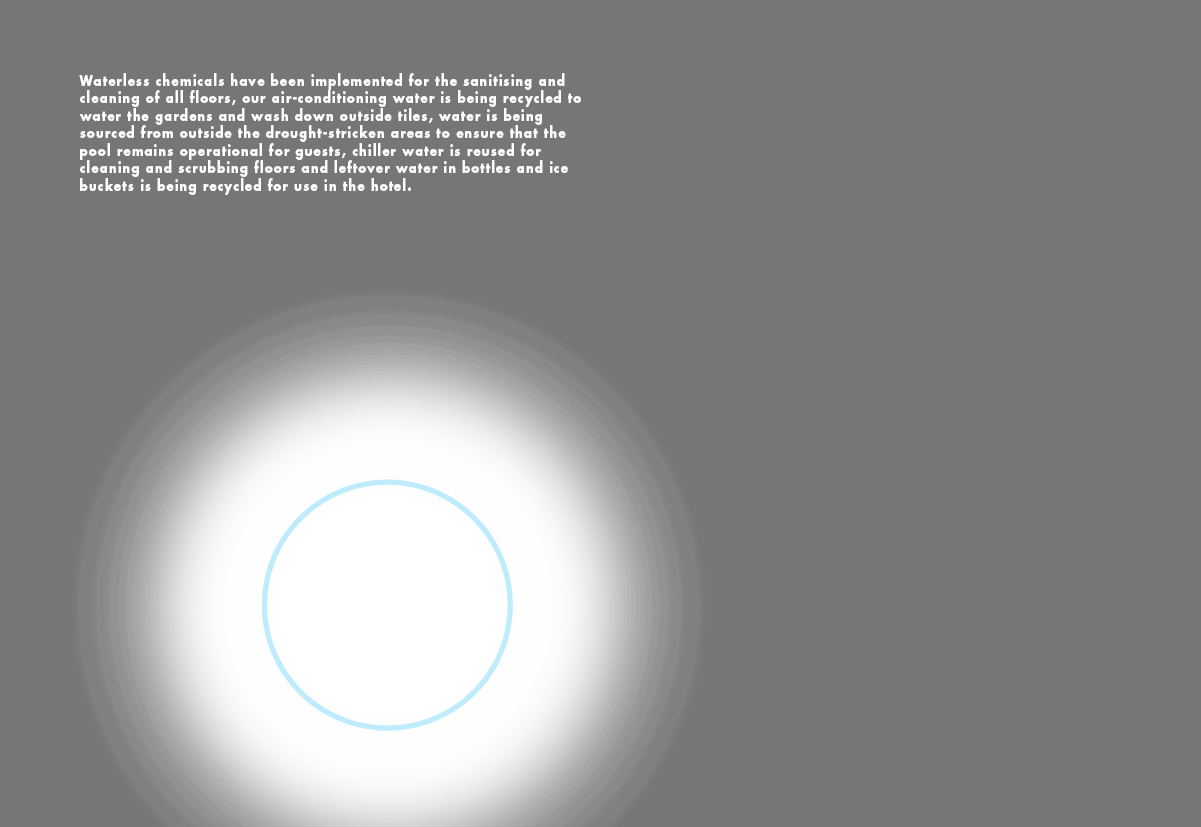 Waterless chemicals have been implemented for the sanitising and
cleaning of all floors, our air-conditioning water is being recycled to
water the gardens and wash down outside tiles, water is being
sourced from outside the drought-stricken areas to ensure that the
pool remains operational for guests, chiller water is reused for
cleaning and scrubbing floors and leftover water in bottles and ice
buckets is being recycled for use in the hotel.